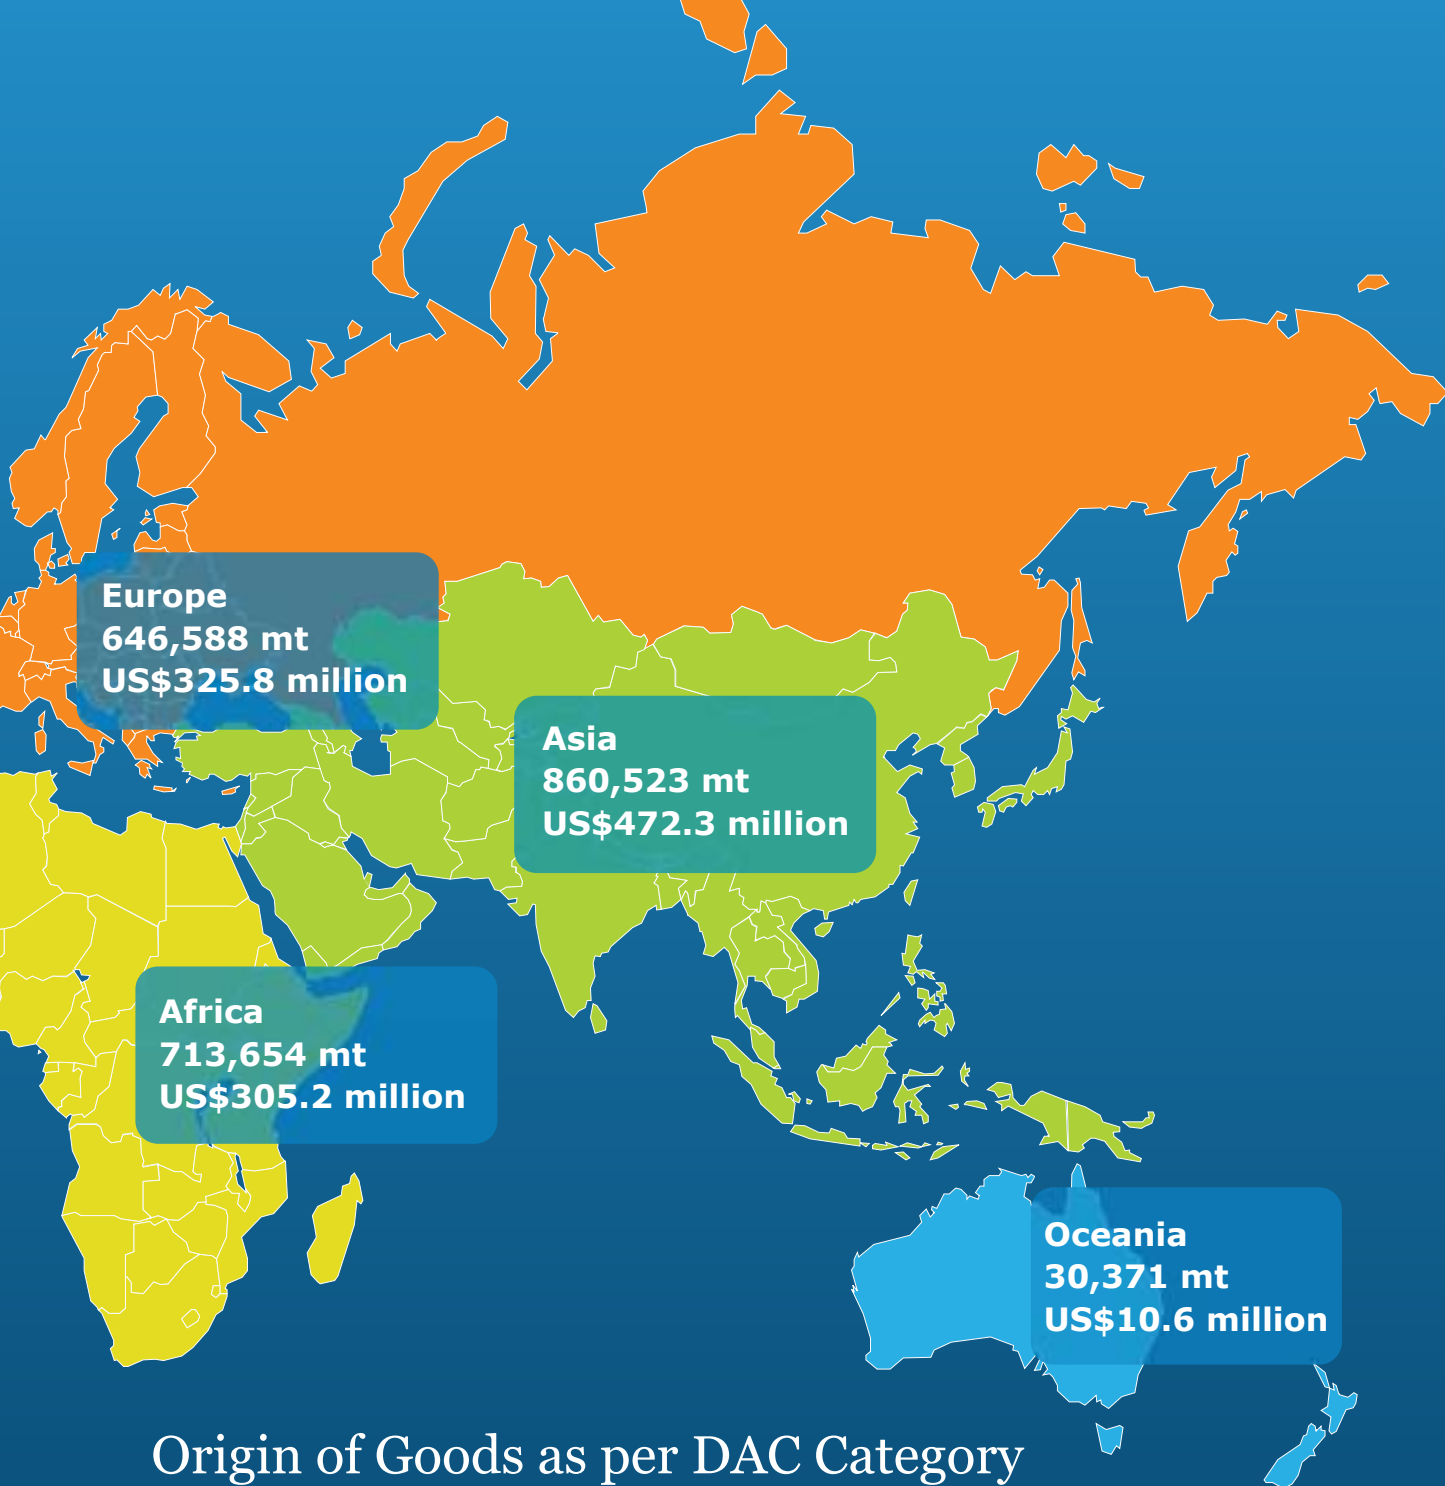 Europe
646,588 mt
US$325.8 million
Asia
860,523 mt
US$472.3 million
Africa
713,654 mt
US$305.2 million
Oceania
30,371 mt
US$10.6 million
Origin of Goods as per DAC Category